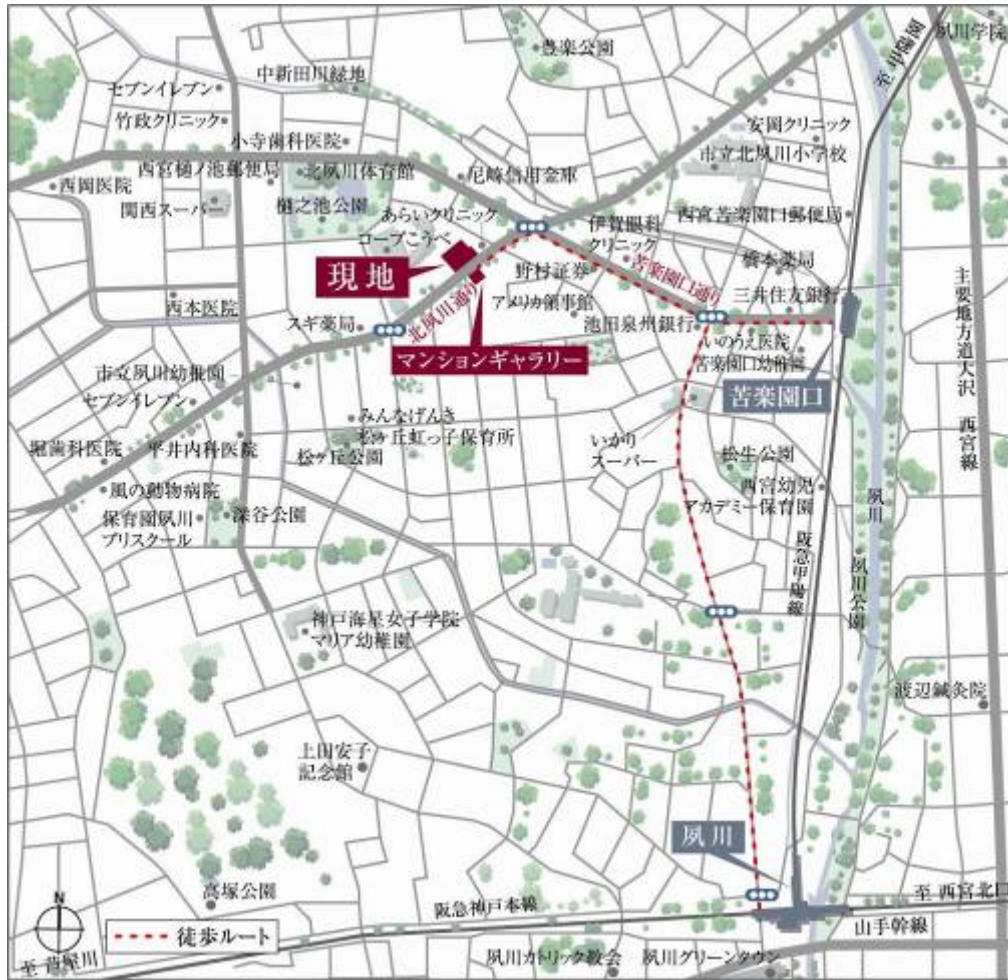 夙川学院
至 甲陽園
豊楽公園
中新田川緑地
セブンイレブン
竹政クリニック
小寺歯科医院
安岡クリニック
市立北夙川小学校
西岡医院
西宮樋ノ池郵便局
北夙川体育館
尼崎信用金庫
関西スーパー
樋之池公園
あらいクリニック
コープこうべ
伊賀眼科
クリニック
西宮苦楽園口郵便局
現地
野村証券
苦楽園口通り
橋本薬局
三井住友銀行
アメリカ領事館
北夙川通り
西本医院
スギ薬局
池田泉州銀行
いのうえ医院
苦楽園口幼稚園
マンションギャラリー
苦楽園口
主要地方道大沢西宮線
市立夙川幼稚園
セブンイレブン
みんなげんき
松ヶ丘虹っ子保育所
松ヶ丘公園
堀歯科医院
平井内科医院
いかり
スーパー
松生公園
西宮幼児
アカデミー保育園
風の動物病院
保育園夙川
プリスクール
深谷公園
夙川
阪急甲陽線
夙川公園
神戸海星女子学院
マリア幼稚園
渡辺鍼灸院
上田安子
記念館
夙川
高塚公園
至 西宮北口
阪急神戸本線
山手幹線
N
徒歩ルート
至 芦屋川
夙川カトリック教会
夙川グリーンタウン